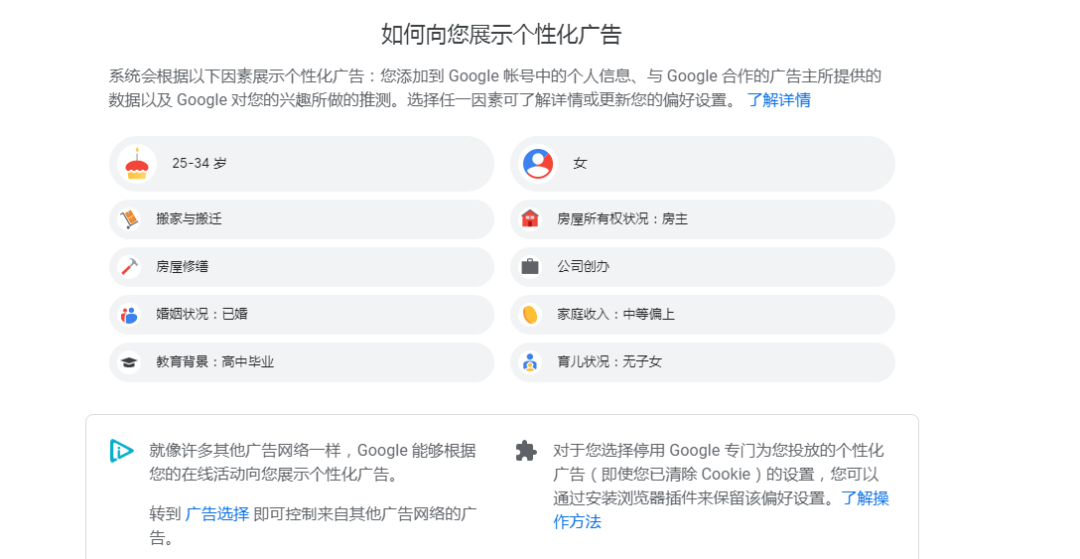 如何向您展示个性化广告
系统会根据以下因素展示个性化广告：您添加到 Google 帐号中的个人信息、与 Google 合作的广告主所提供的
数据以及 Google 对您的兴趣所做的推测。选择任一因素可了解详情或更新您的偏好设置。 了解详情
25-34 岁
女
搬家与搬迁
房屋所有权状况：房主
房屋修缮
公司创办
婚姻状况：已婚
家庭收入：中等偏上
教育背景：高中毕业
育儿状况：无子女
就像许多其他广告网络一样，Google 能够根据
您的在线活动向您展示个性化广告。
转到 广告选择 即可控制来自其他广告网络的广
告。
对于您选择停用 Google 专门为您投放的个性化
广告（即使您已清除 Cookie）的设置，您可以
通过安装浏览器插件来保留该偏好设置。了解操
作方法